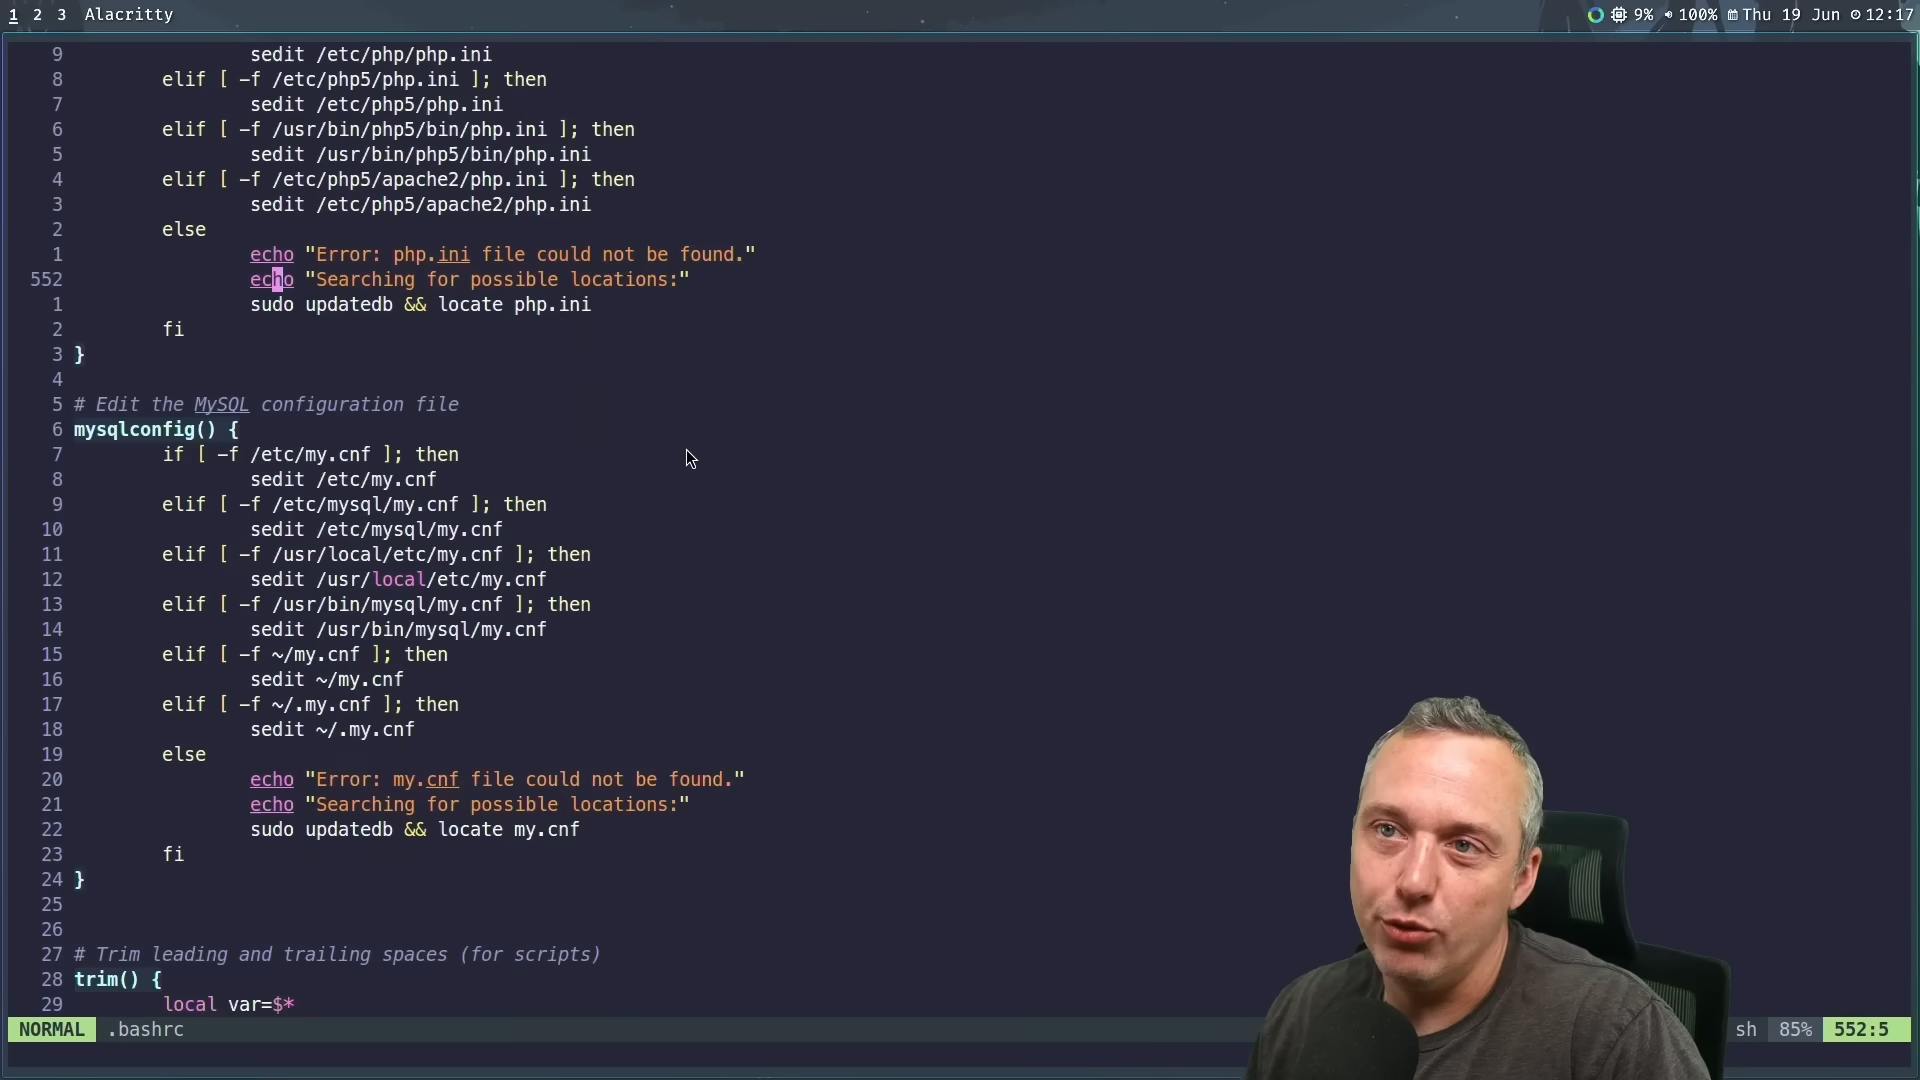 1 2 3 Alacritty 9% 100% Thu 19 Jun 12:17
9 sedit /etc/php/php.ini
8 elif [ -f /etc/php5/php.ini ]; then
7 sedit /etc/php5/php.ini
6 elif [ -f /usr/bin/php5/bin/php.ini ]; then
5 sedit /usr/bin/php5/bin/php.ini
4 elif [ -f /etc/php5/apache2/php.ini ]; then
3 sedit /etc/php5/apache2/php.ini
2 else
1 echo "Error: php.ini file could not be found."
552 echo "Searching for possible locations:"
1 sudo updatedb && locate php.ini
2 fi
3 }
4
5 # Edit the MySQL configuration file
6 mysqlconfig() {
7 if [ -f /etc/my.cnf ]; then
8 sedit /etc/my.cnf
9 elif [ -f /etc/mysql/my.cnf ]; then
10 sedit /etc/mysql/my.cnf
11 elif [ -f /usr/local/etc/my.cnf ]; then
12 sedit /usr/local/etc/my.cnf
13 elif [ -f /usr/bin/mysql/my.cnf ]; then
14 sedit /usr/bin/mysql/my.cnf
15 elif [ -f ~/my.cnf ]; then
16 sedit ~/my.cnf
17 elif [ -f ~/.my.cnf ]; then
18 sedit ~/.my.cnf
19 else
20 echo "Error: my.cnf file could not be found."
21 echo "Searching for possible locations:"
22 sudo updatedb && locate my.cnf
23 fi
24 }
25
26
27 # Trim leading and trailing spaces (for scripts)
28 trim() {
29 local var=$*
NORMAL .bashrc sh 85% 552:5